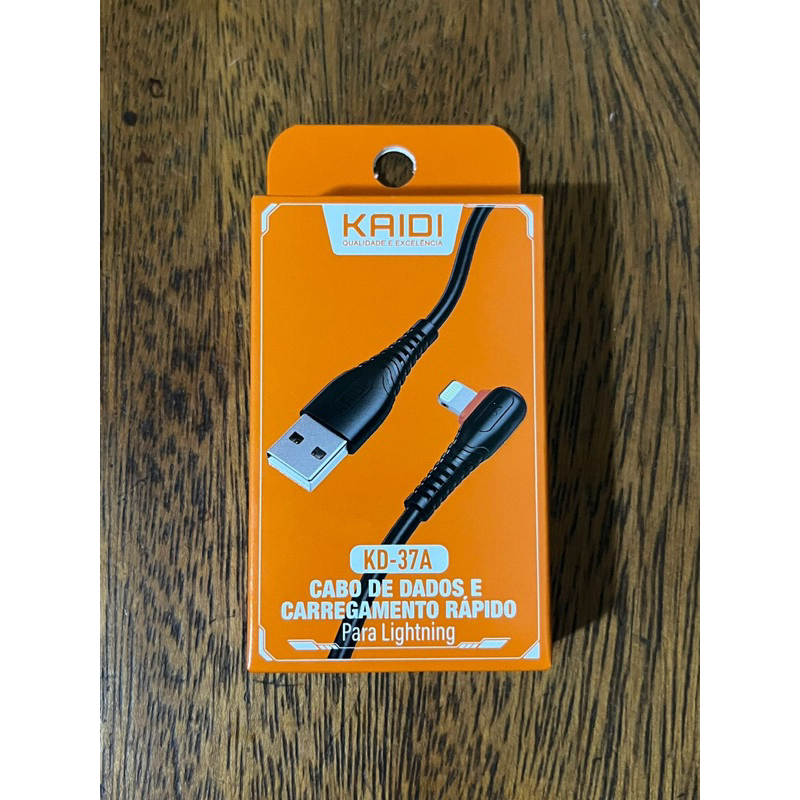 KAIDI
QUALIDADE E EXCELÊNCIA
KD-37A
CABO DE DADOS E
CARREGAMENTO RÁPIDO
Para Lightning